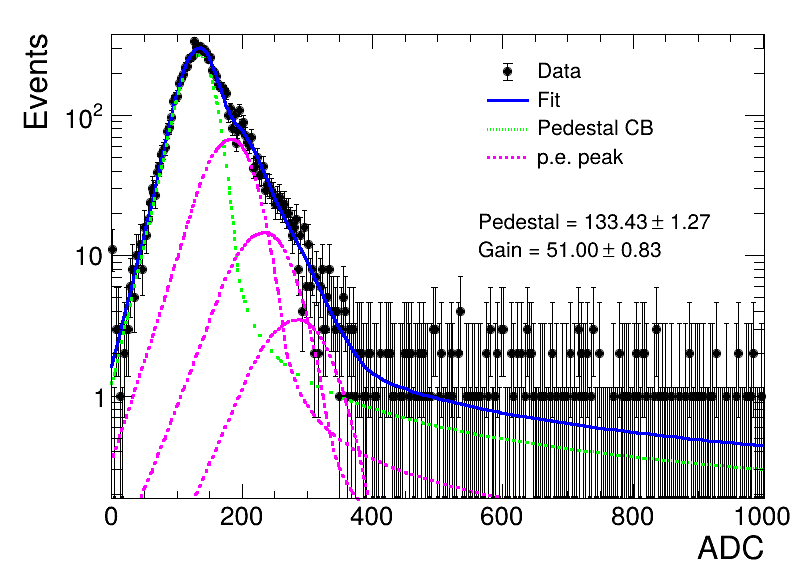 Events
10²
10
1
Data
Fit
Pedestal CB
p.e. peak
Pedestal = 133.43 ± 1.27
Gain = 51.00 ± 0.83
0 200 400 600 800 1000
ADC